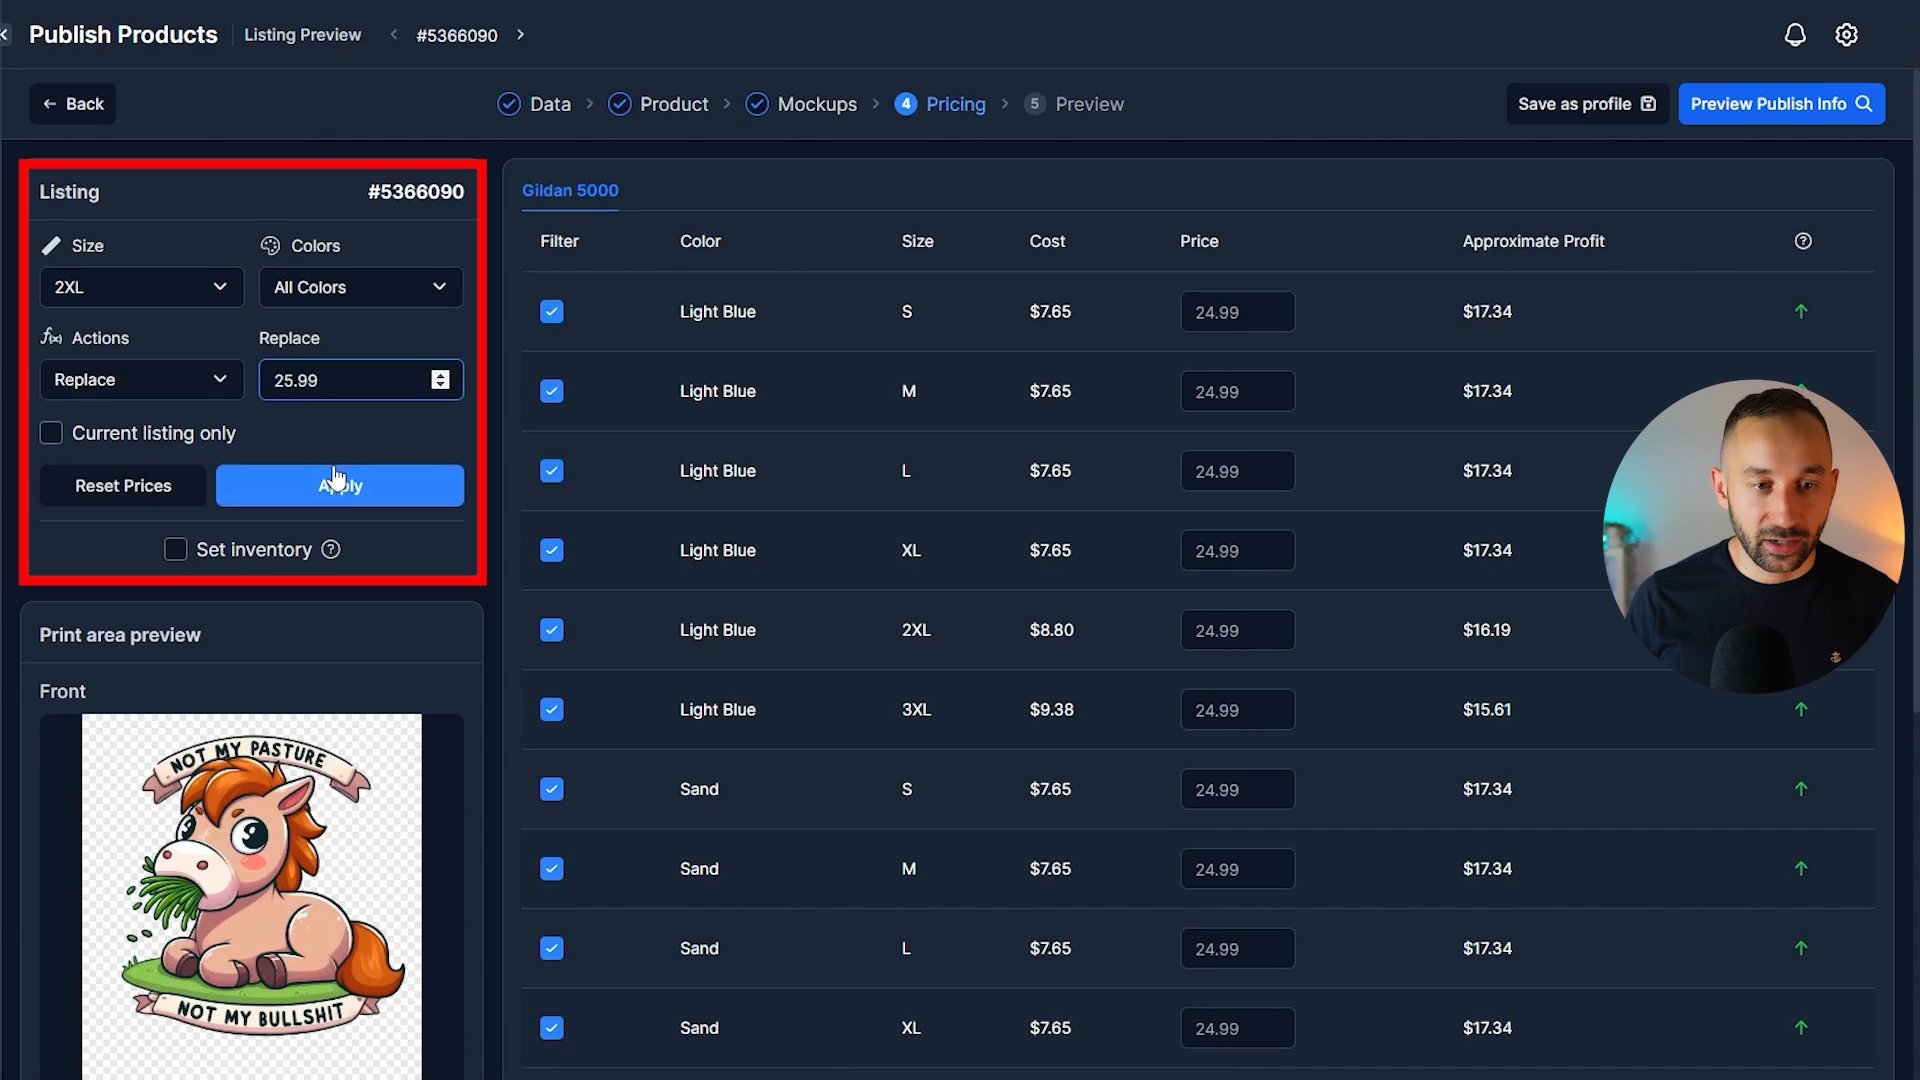 Publish Products
Listing Preview
#5366090
Back
Data
Product
Mockups
4 Pricing
5 Preview
Save as profile
Preview Publish Info
Listing
#5366090
Size
Colors
2XL
All Colors
f(x) Actions
Replace
Replace
25.99
Current listing only
Reset Prices
Apply
Set inventory ?
Print area preview
Front
NOT MY PASTURE
NOT MY BULLSHIT
Gildan 5000
Filter Color Size Cost Price Approximate Profit ?
Light Blue S $7.65 24.99 $17.34
Light Blue M $7.65 24.99 $17.34
Light Blue L $7.65 24.99 $17.34
Light Blue XL $7.65 24.99 $17.34
Light Blue 2XL $8.80 24.99 $16.19
Light Blue 3XL $9.38 24.99 $15.61
Sand S $7.65 24.99 $17.34
Sand M $7.65 24.99 $17.34
Sand L $7.65 24.99 $17.34
Sand XL $7.65 24.99 $17.34